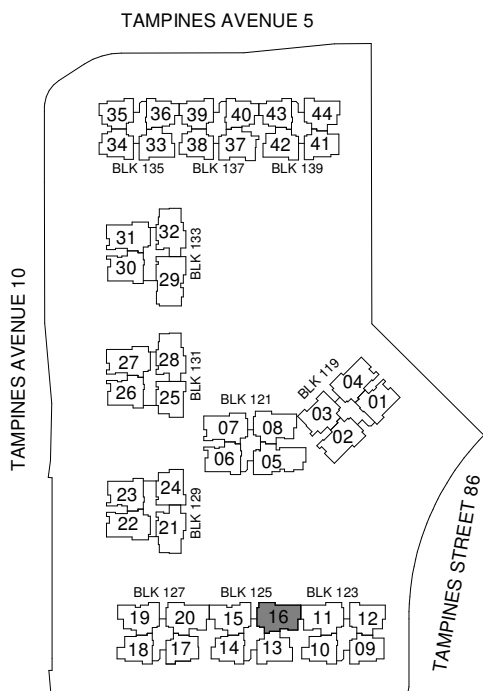 TAMPINES AVENUE 5
35 36 39 40 43 44
34 33 38 37 42 41
BLK 135 BLK 137 BLK 139
31 32
30 29
BLK 133
TAMPINES AVENUE 10
27 28
26 25
BLK 131
BLK 119
04
03 01
02
BLK 121
07 08
06 05
23 24
22 21
BLK 129
TAMPINES STREET 86
BLK 127 BLK 125 BLK 123
19 20 15 16 11 12
18 17 14 13 10 09